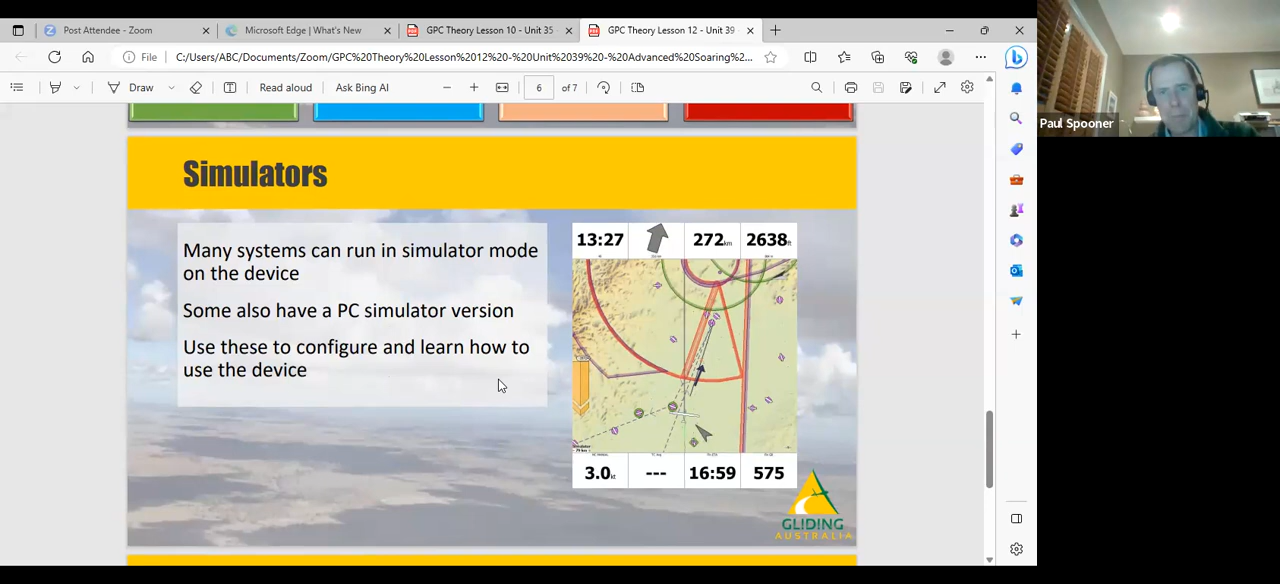 Post Attendee - Zoom
Microsoft Edge | What's New
GPC Theory Lesson 10 - Unit 35
GPC Theory Lesson 12 - Unit 39
File
C:/Users/ABC/Documents/Zoom/GPC%20Theory%20Lesson%2012%20-%20Unit%2039%20-%20Advanced%20Soaring%2...
Draw
Read aloud
Ask Bing AI
6
of 7
Paul Spooner
Simulators
Many systems can run in simulator mode
on the device
Some also have a PC simulator version
Use these to configure and learn how to
use the device
13:27
272km
2638ft
3.0kt
---
16:59
575
GLIDING
AUSTRALIA